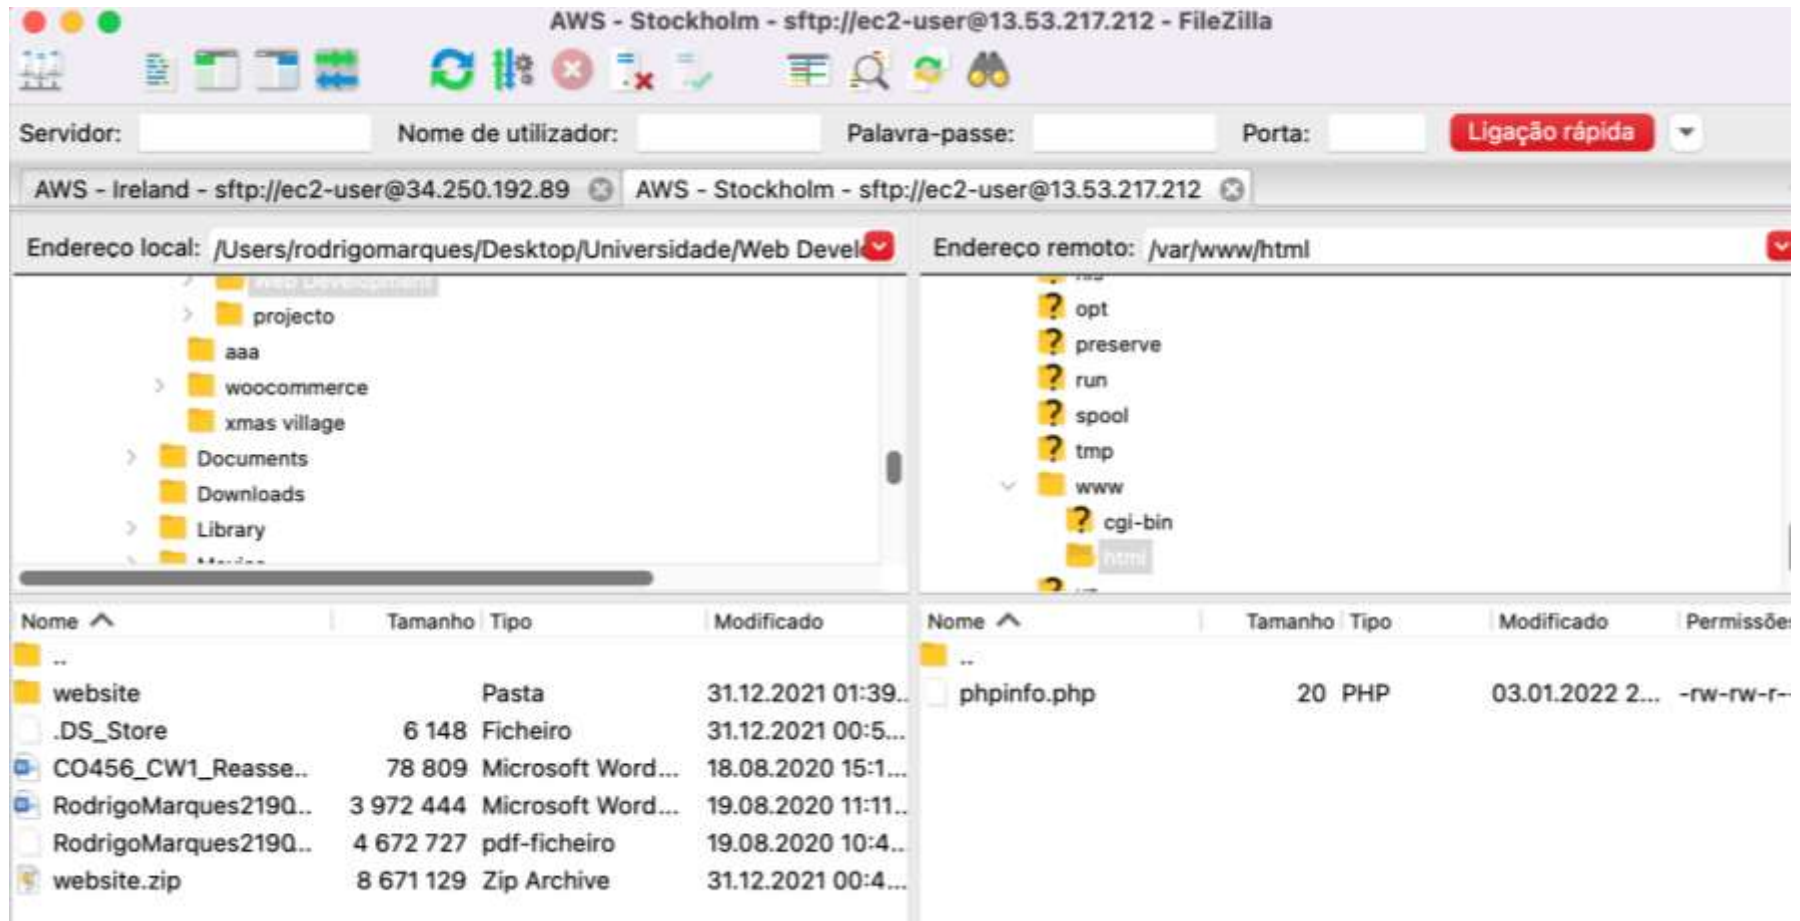 AWS - Stockholm - sftp://ec2-user@13.53.217.212 - FileZilla
Servidor: Nome de utilizador: Palavra-passe: Porta: Ligação rápida
AWS - Ireland - sftp://ec2-user@34.250.192.89 AWS - Stockholm - sftp://ec2-user@13.53.217.212
Endereço local: /Users/rodrigomarques/Desktop/Universidade/Web Devel
Endereço remoto: /var/www/html
Web Development
projecto
aaa
woocommerce
xmas village
Documents
Downloads
Library
opt
preserve
run
spool
tmp
www
cgi-bin
html
Nome Tamanho Tipo Modificado
..
website Pasta 31.12.2021 01:39..
.DS_Store 6 148 Ficheiro 31.12.2021 00:5...
CO456_CW1_Reasse.. 78 809 Microsoft Word... 18.08.2020 15:1...
RodrigoMarques2190... 3 972 444 Microsoft Word... 19.08.2020 11:11..
RodrigoMarques2190... 4 672 727 pdf-ficheiro 19.08.2020 10:4...
website.zip 8 671 129 Zip Archive 31.12.2021 00:4...
Nome Tamanho Tipo Modificado Permissões
..
phpinfo.php 20 PHP 03.01.2022 2... -rw-rw-r--